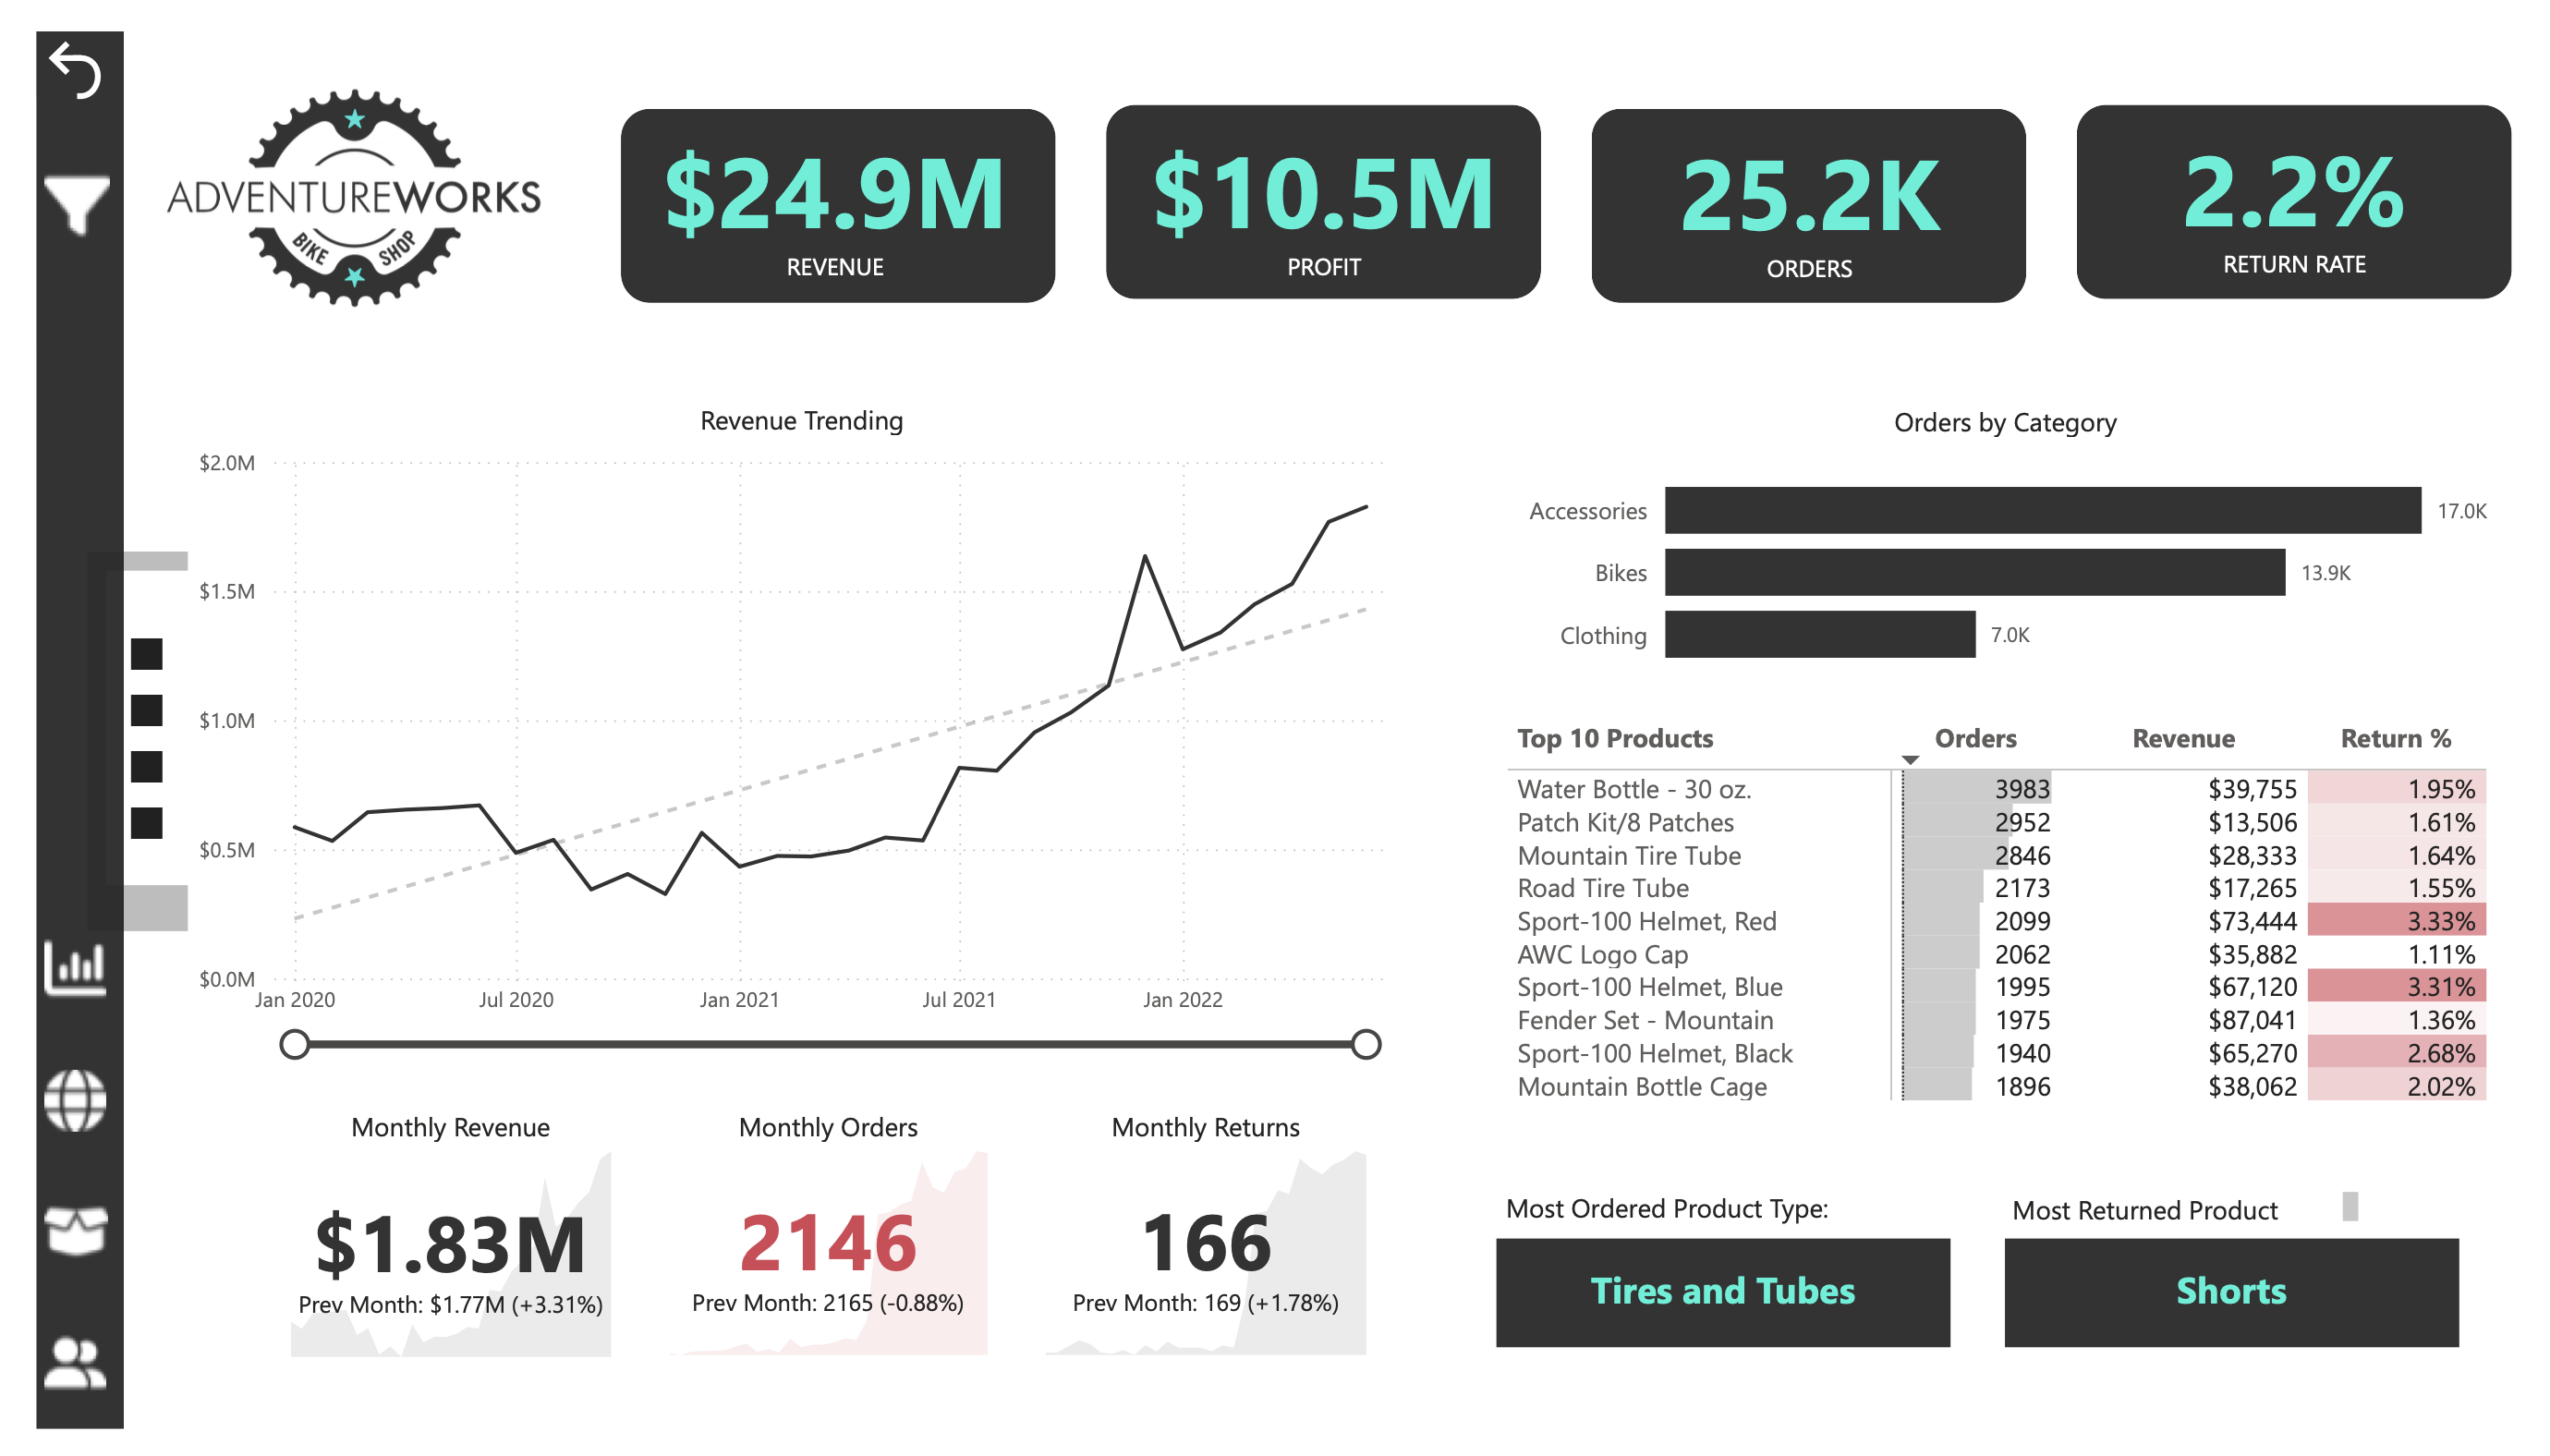 ADVENTUREWORKS
BIKE SHOP
$24.9M
REVENUE
$10.5M
PROFIT
25.2K
ORDERS
2.2%
RETURN RATE
Revenue Trending
$2.0M
$1.5M
$1.0M
$0.5M
$0.0M
Jan 2020 Jul 2020 Jan 2021 Jul 2021 Jan 2022
Orders by Category
Accessories 17.0K
Bikes 13.9K
Clothing 7.0K
Top 10 Products Orders Revenue Return %
Water Bottle - 30 oz. 3983 $39,755 1.95%
Patch Kit/8 Patches 2952 $13,506 1.61%
Mountain Tire Tube 2846 $28,333 1.64%
Road Tire Tube 2173 $17,265 1.55%
Sport-100 Helmet, Red 2099 $73,444 3.33%
AWC Logo Cap 2062 $35,882 1.11%
Sport-100 Helmet, Blue 1995 $67,120 3.31%
Fender Set - Mountain 1975 $87,041 1.36%
Sport-100 Helmet, Black 1940 $65,270 2.68%
Mountain Bottle Cage 1896 $38,062 2.02%
Monthly Revenue
$1.83M
Prev Month: $1.77M (+3.31%)
Monthly Orders
2146
Prev Month: 2165 (-0.88%)
Monthly Returns
166
Prev Month: 169 (+1.78%)
Most Ordered Product Type:
Tires and Tubes
Most Returned Product
Shorts